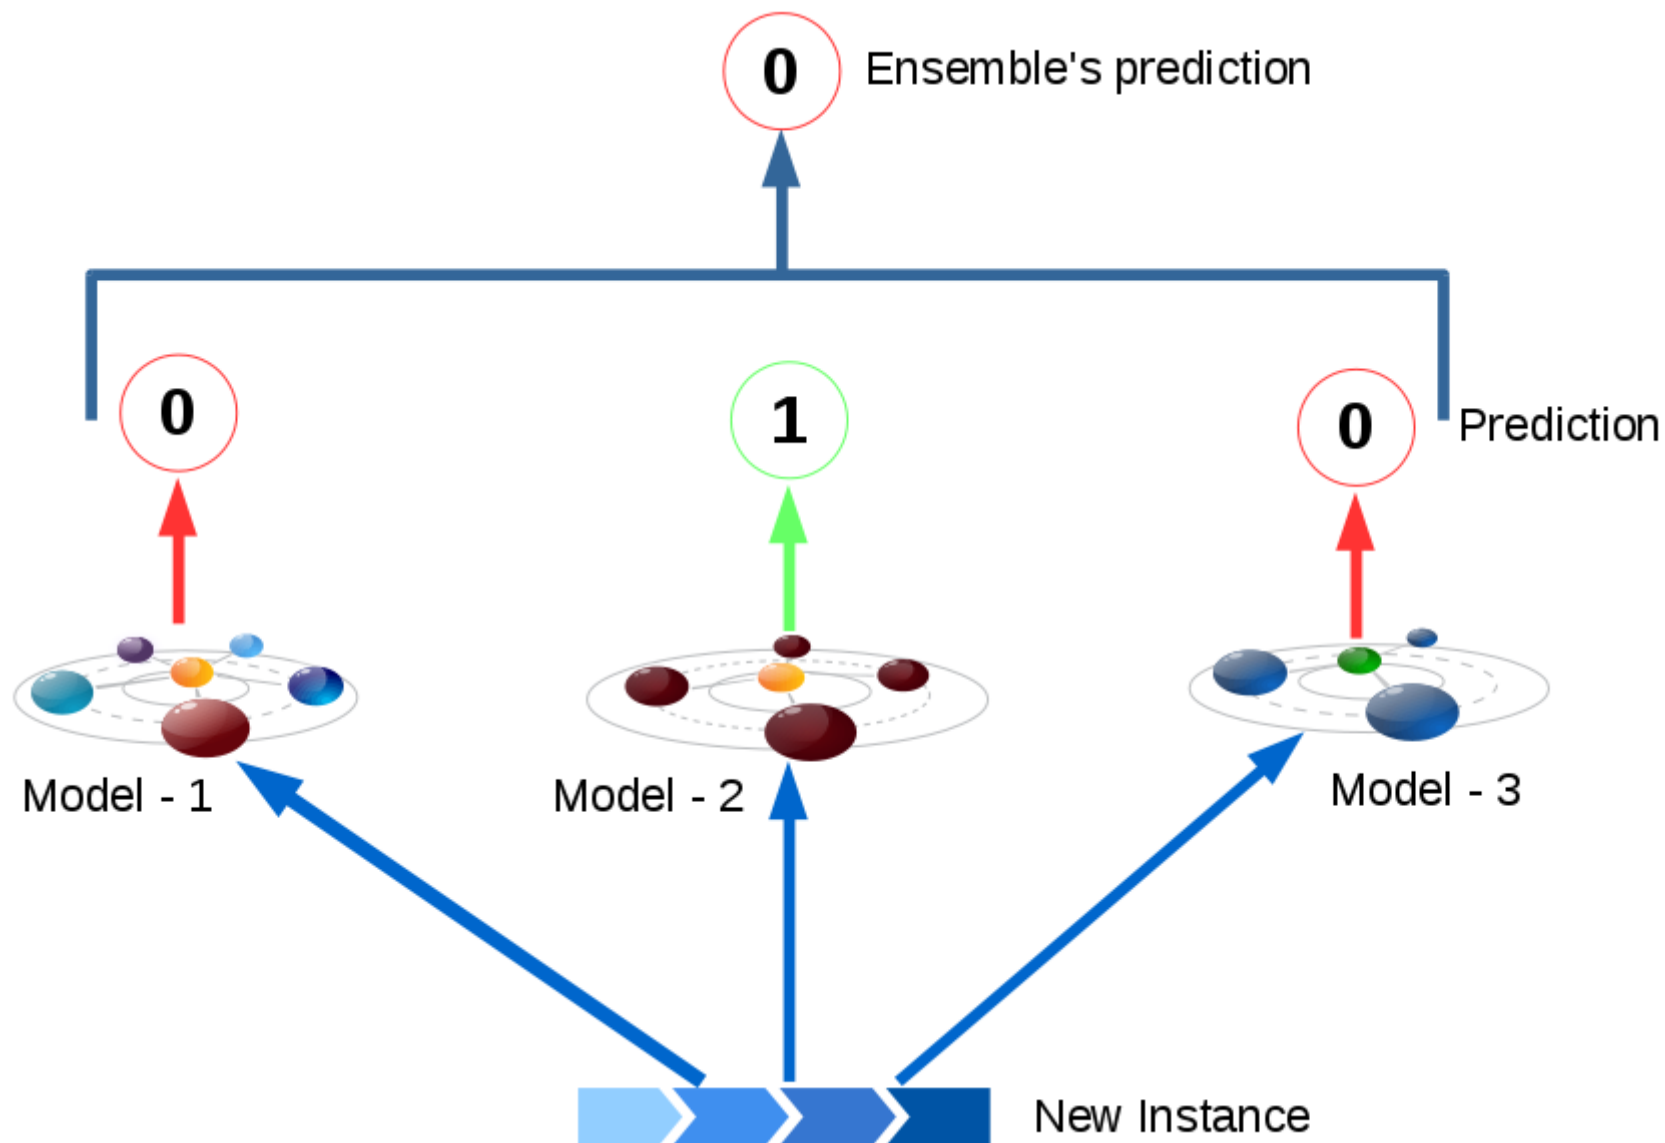 0 Ensemble's prediction
0 1 0 Prediction
Model - 1 Model - 2 Model - 3
New Instance